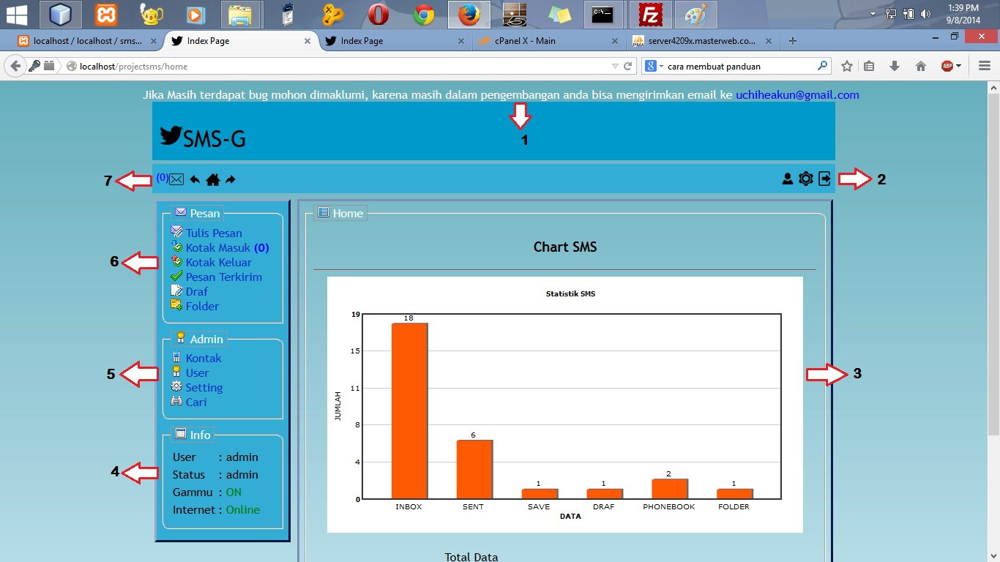 1:39 PM
9/8/2014
localhost / localhost / sms...
Index Page
Index Page
cPanel X - Main
server4209x.masterweb.co...
localhost/projectsms/home
cara membuat panduan
Jika Masih terdapat bug mohon dimaklumi, karena masih dalam pengembangan anda bisa mengirimkan email ke uchiheakun@gmail.com
1
SMS-G
7
(0)
2
Pesan
Tulis Pesan
Kotak Masuk (0)
6
Kotak Keluar
Pesan Terkirim
Draf
Folder
Admin
Kontak
5
User
Setting
Cari
Info
User : admin
4
Status : admin
Gammu : ON
Internet : Online
Home
Chart SMS
Statistik SMS
19
18
15
11
8
6
4
2
1
1
1
0
JUMLAH
INBOX
SENT
SAVE
DRAF
PHONEBOOK
FOLDER
DATA
3
Total Data